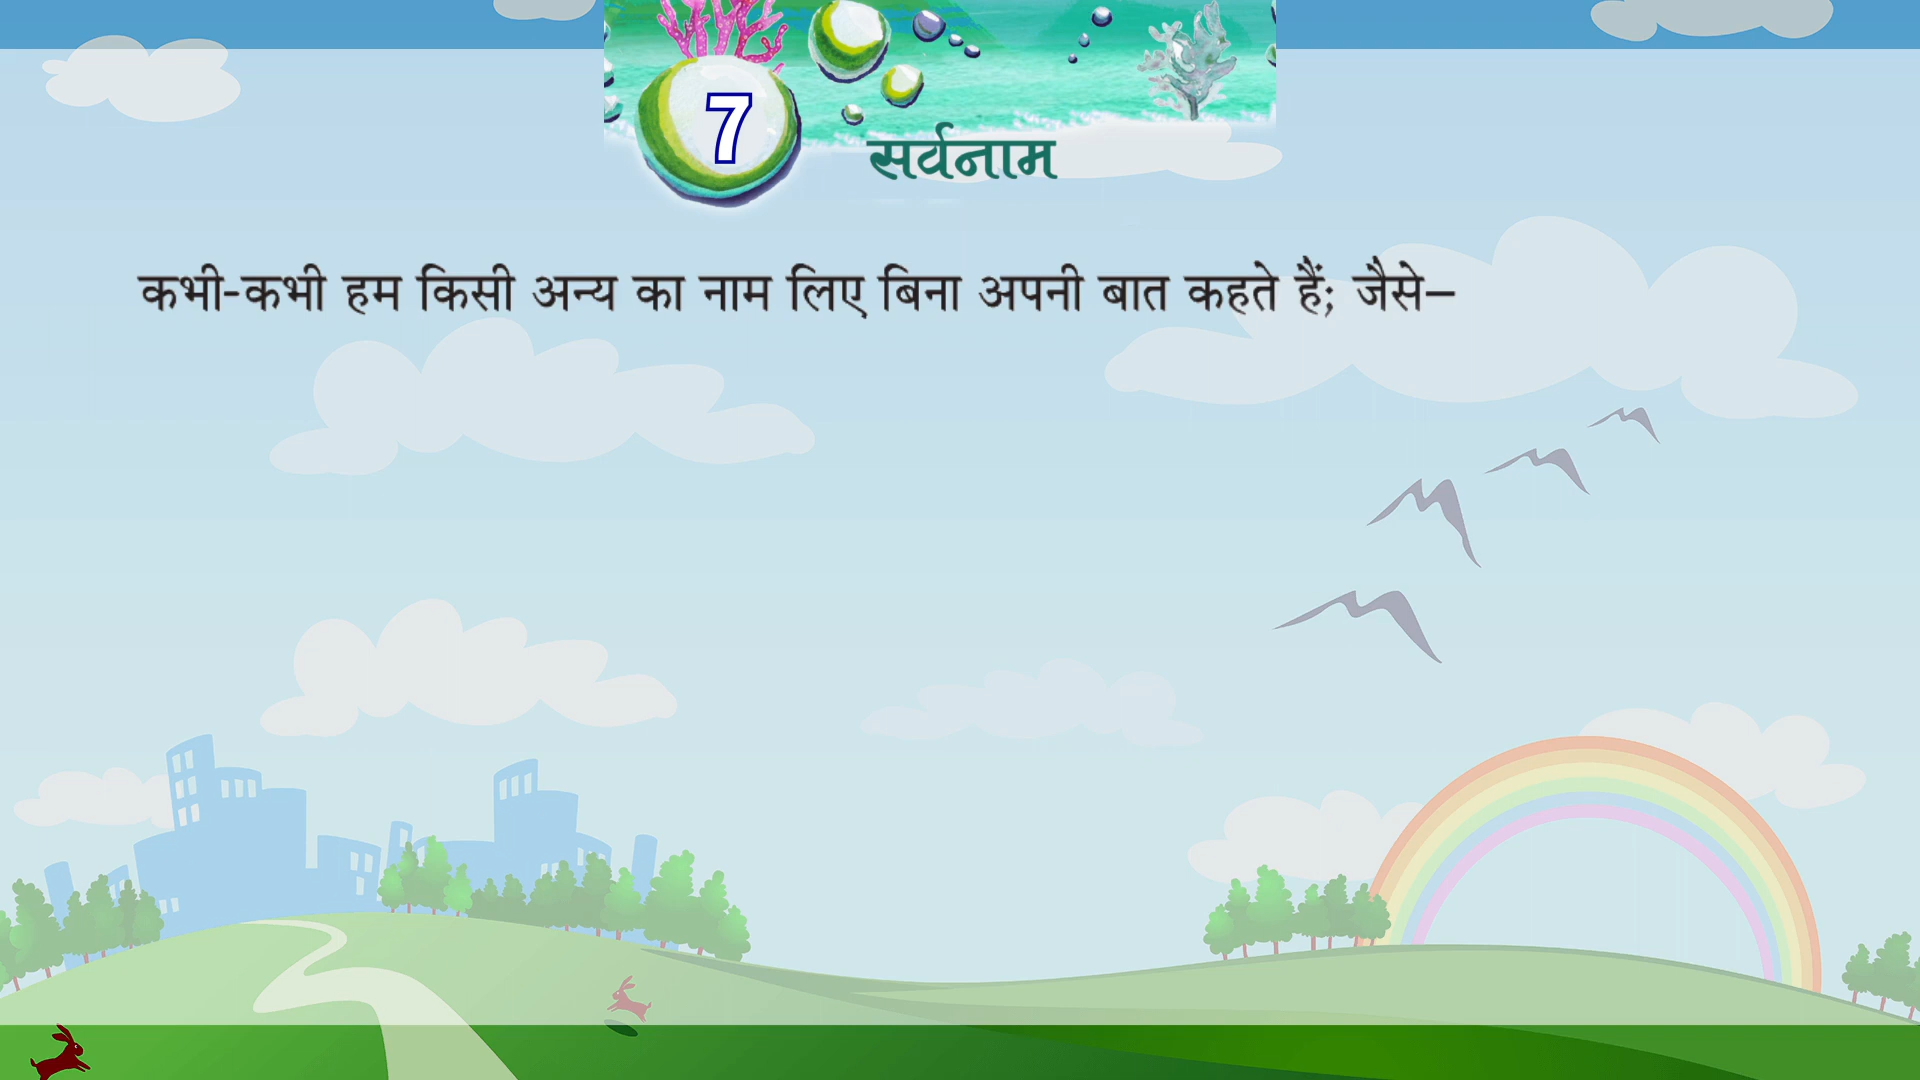 7
सर्वनाम
कभी-कभी हम किसी अन्य का नाम लिए बिना अपनी बात कहते हैं; जैसे–